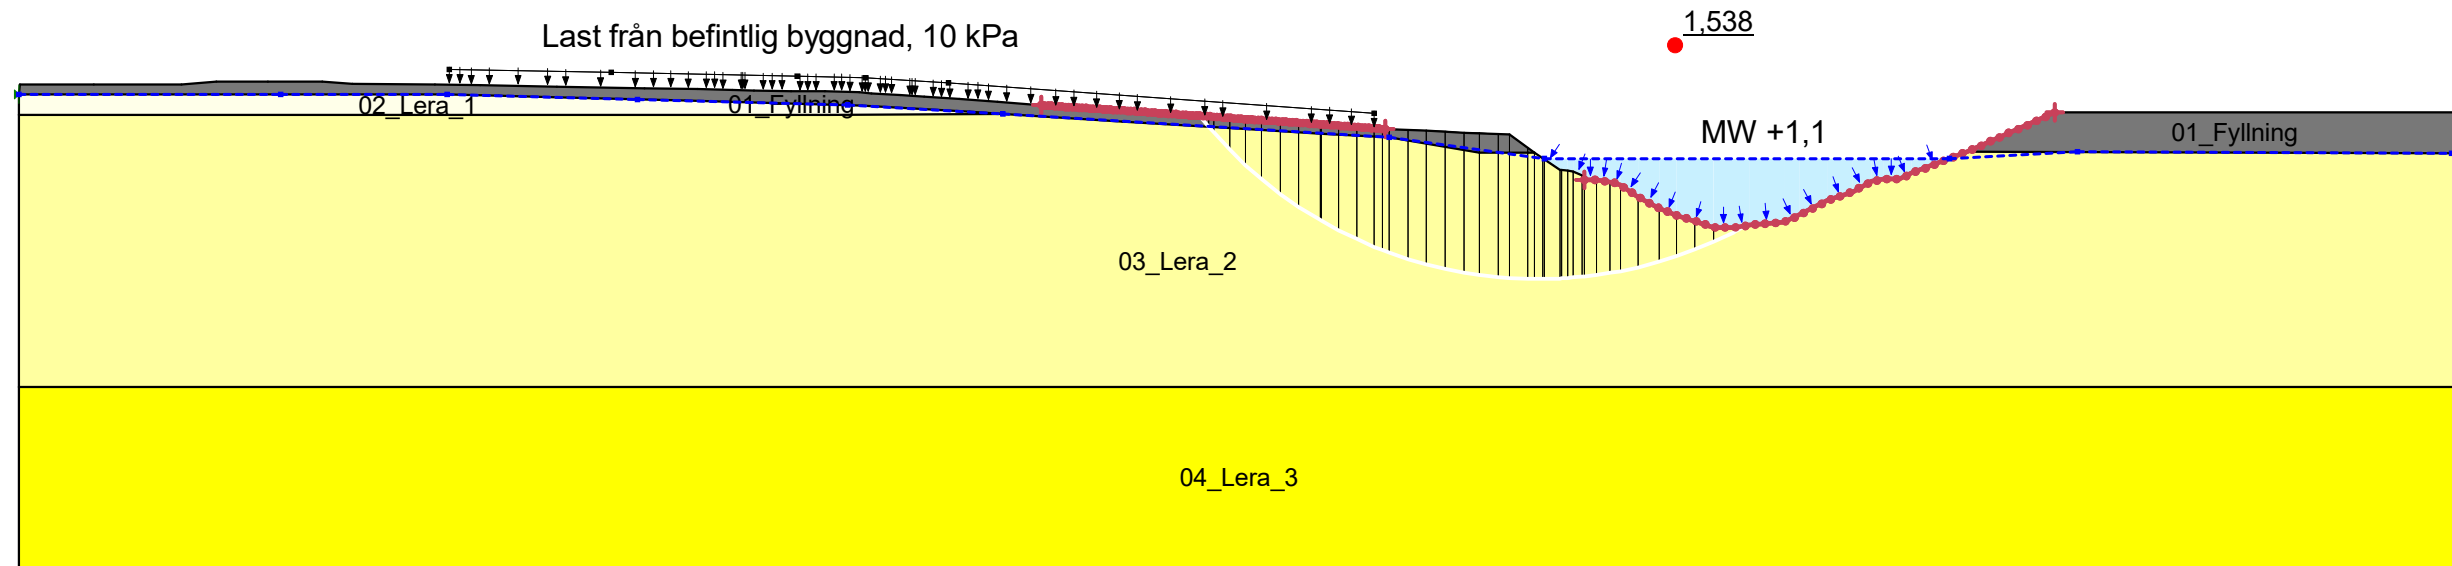 1,538
Last från befintlig byggnad, 10 kPa
02_Lera_1
01_Fyllning
MW +1,1
01_Fyllning
03_Lera_2
04_Lera_3